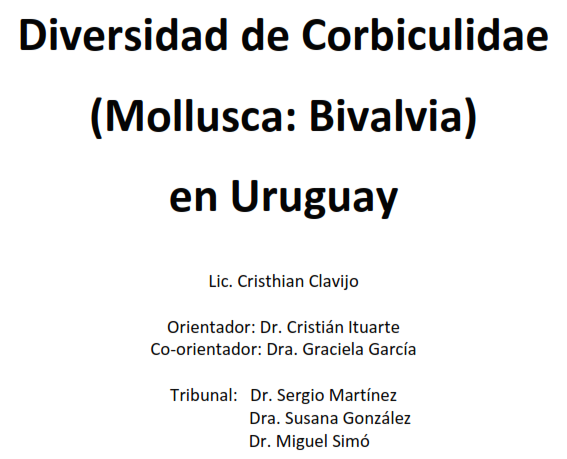 Diversidad de Corbiculidae
(Mollusca: Bivalvia)
en Uruguay
Lic. Cristhian Clavijo
Orientador: Dr. Cristián Ituarte
Co-orientador: Dra. Graciela García
Tribunal: Dr. Sergio Martínez
Dra. Susana González
Dr. Miguel Simó